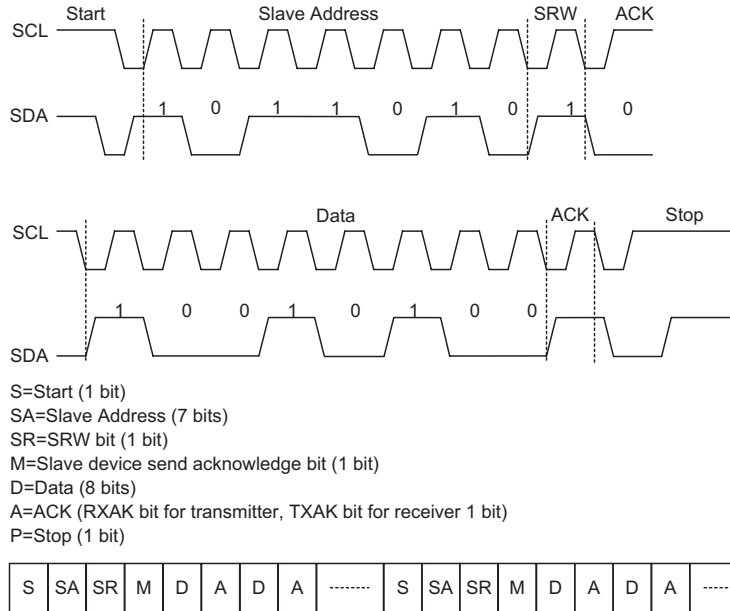 Start Slave Address SRW ACK
SCL
SDA 1 0 1 1 0 1 0 1 0
Data ACK Stop
SCL
1 0 0 1 0 1 0 0
SDA
S=Start (1 bit)
SA=Slave Address (7 bits)
SR=SRW bit (1 bit)
M=Slave device send acknowledge bit (1 bit)
D=Data (8 bits)
A=ACK (RXAK bit for transmitter, TXAK bit for receiver 1 bit)
P=Stop (1 bit)
S SA SR M D A D A ······· S SA SR M D A D A ·····